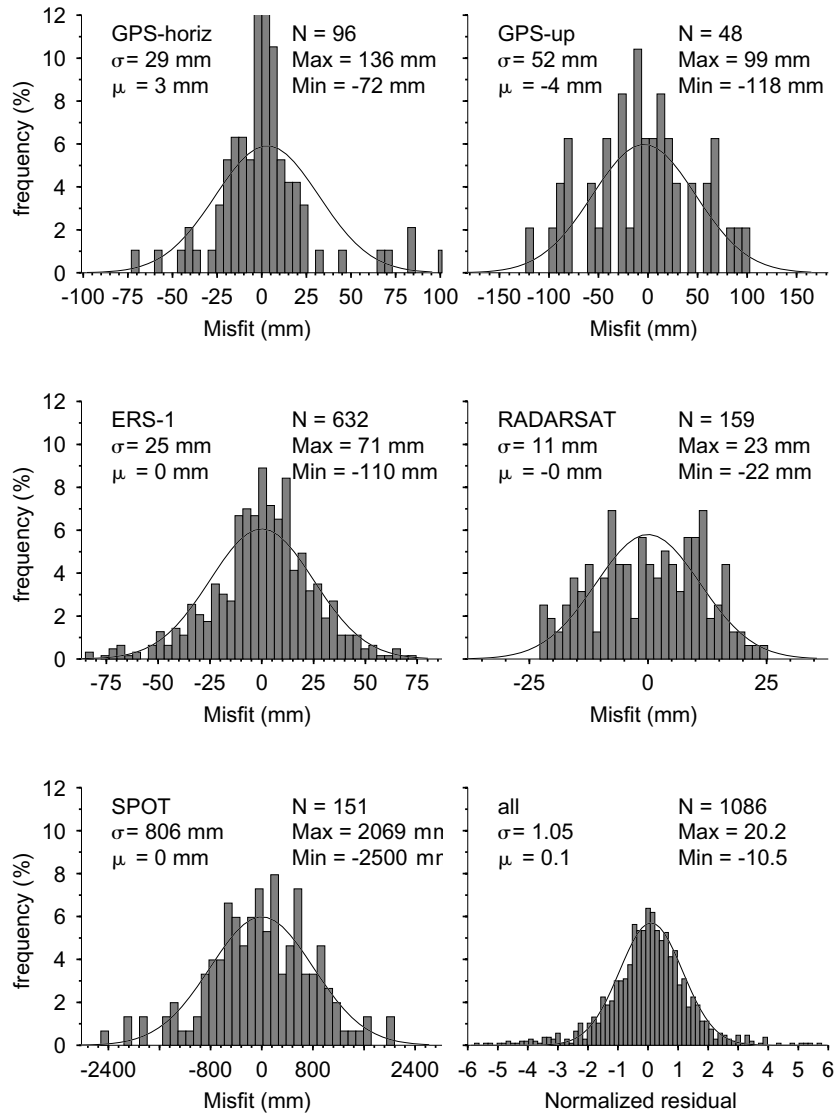 GPS-horiz
N = 96
σ= 29 mm
Max = 136 mm
μ = 3 mm
Min = -72 mm
12
10
8
6
4
2
0
frequency (%)
-100 -75 -50 -25 0 25 50 75 100
Misfit (mm)
GPS-up
N = 48
σ= 52 mm
Max = 99 mm
μ = -4 mm
Min = -118 mm
-150 -100 -50 0 50 100 150
Misfit (mm)
ERS-1
N = 632
σ= 25 mm
Max = 71 mm
μ = 0 mm
Min = -110 mm
12
10
8
6
4
2
0
frequency (%)
-75 -50 -25 0 25 50 75
Misfit (mm)
RADARSAT
N = 159
σ= 11 mm
Max = 23 mm
μ = -0 mm
Min = -22 mm
-25 0 25
Misfit (mm)
SPOT
N = 151
σ= 806 mm
Max = 2069 mm
μ = 0 mm
Min = -2500 mr
12
10
8
6
4
2
0
frequency (%)
-2400 -800 0 800 2400
Misfit (mm)
all
N = 1086
σ= 1.05
Max = 20.2
μ = 0.1
Min = -10.5
-6 -5 -4 -3 -2 -1 0 1 2 3 4 5 6
Normalized residual